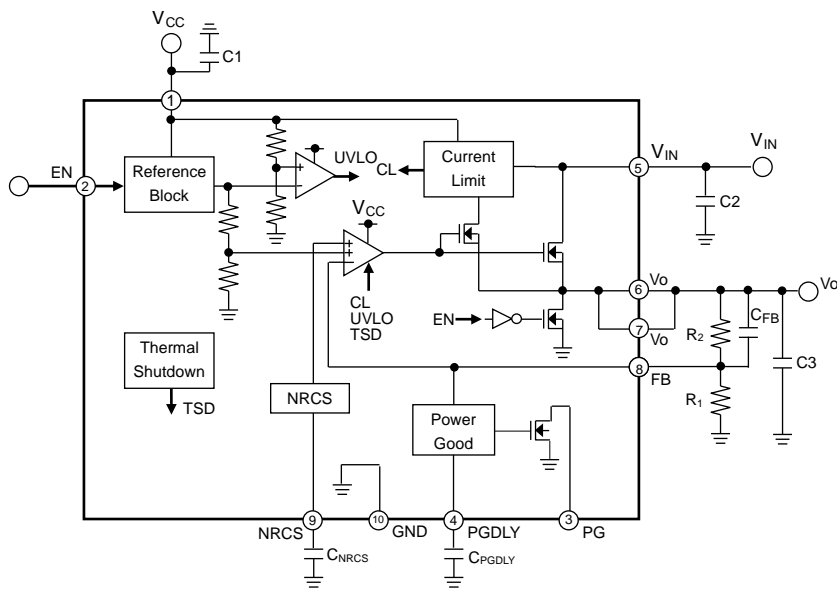 VCC
C1
1
EN
2
Reference
Block
+
−
UVLO
CL
Current
Limit
5
VIN
VIN
C2
VCC
+
+
−
CL
UVLO
TSD
EN
6
Vo
Vo
7
Vo
CFB
R2
C3
8
FB
R1
Thermal
Shutdown
TSD
NRCS
Power
Good
NRCS
9
10
GND
4
PGDLY
3
PG
CNRCS
CPGDLY